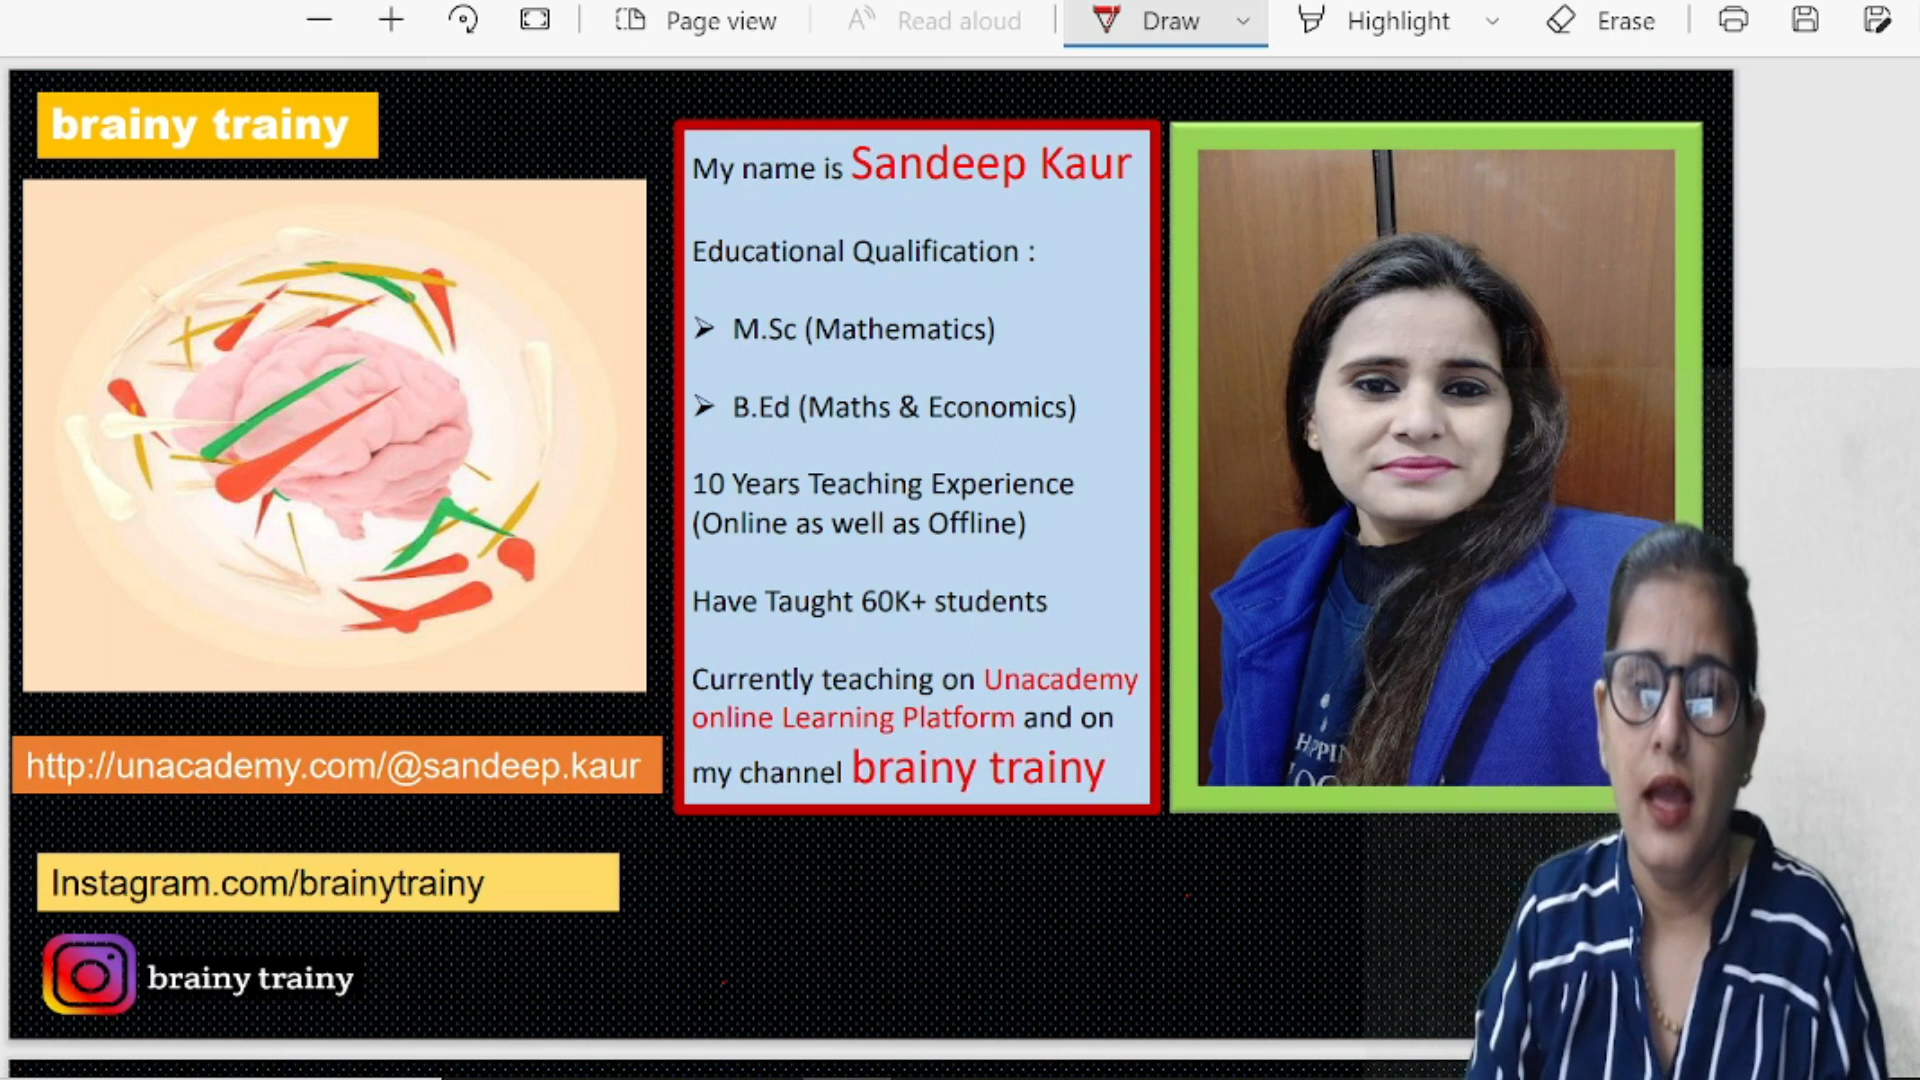 Page view
Read aloud
Draw
Highlight
Erase
brainy trainy
My name is Sandeep Kaur
Educational Qualification :
➤ M.Sc (Mathematics)
➤ B.Ed (Maths & Economics)
10 Years Teaching Experience
(Online as well as Offline)
Have Taught 60K+ students
Currently teaching on Unacademy
online Learning Platform and on
my channel brainy trainy
http://unacademy.com/@sandeep.kaur
Instagram.com/brainytrainy
brainy trainy